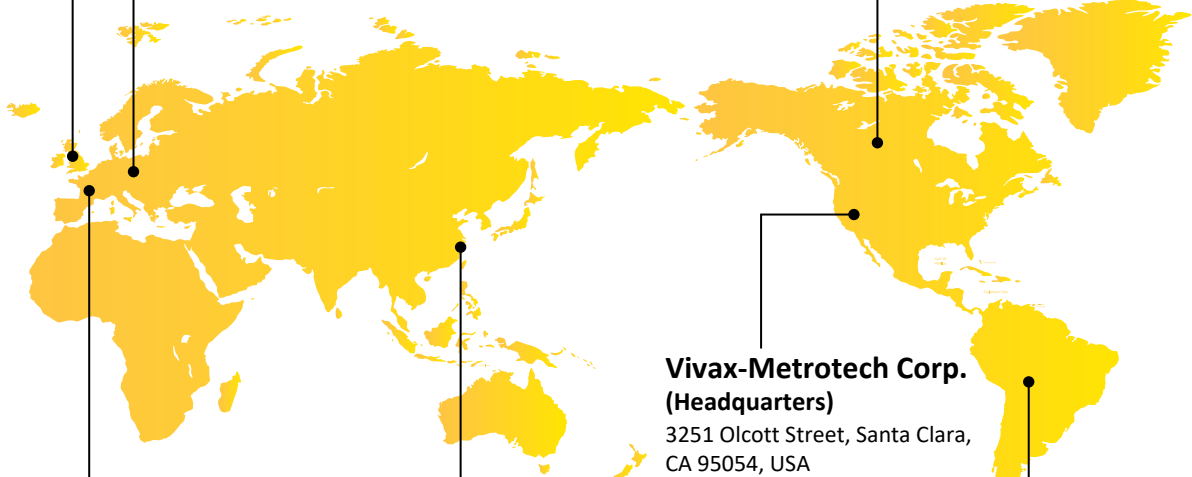 Vivax-Metrotech Corp.
(Headquarters)
3251 Olcott Street, Santa Clara,
CA 95054, USA